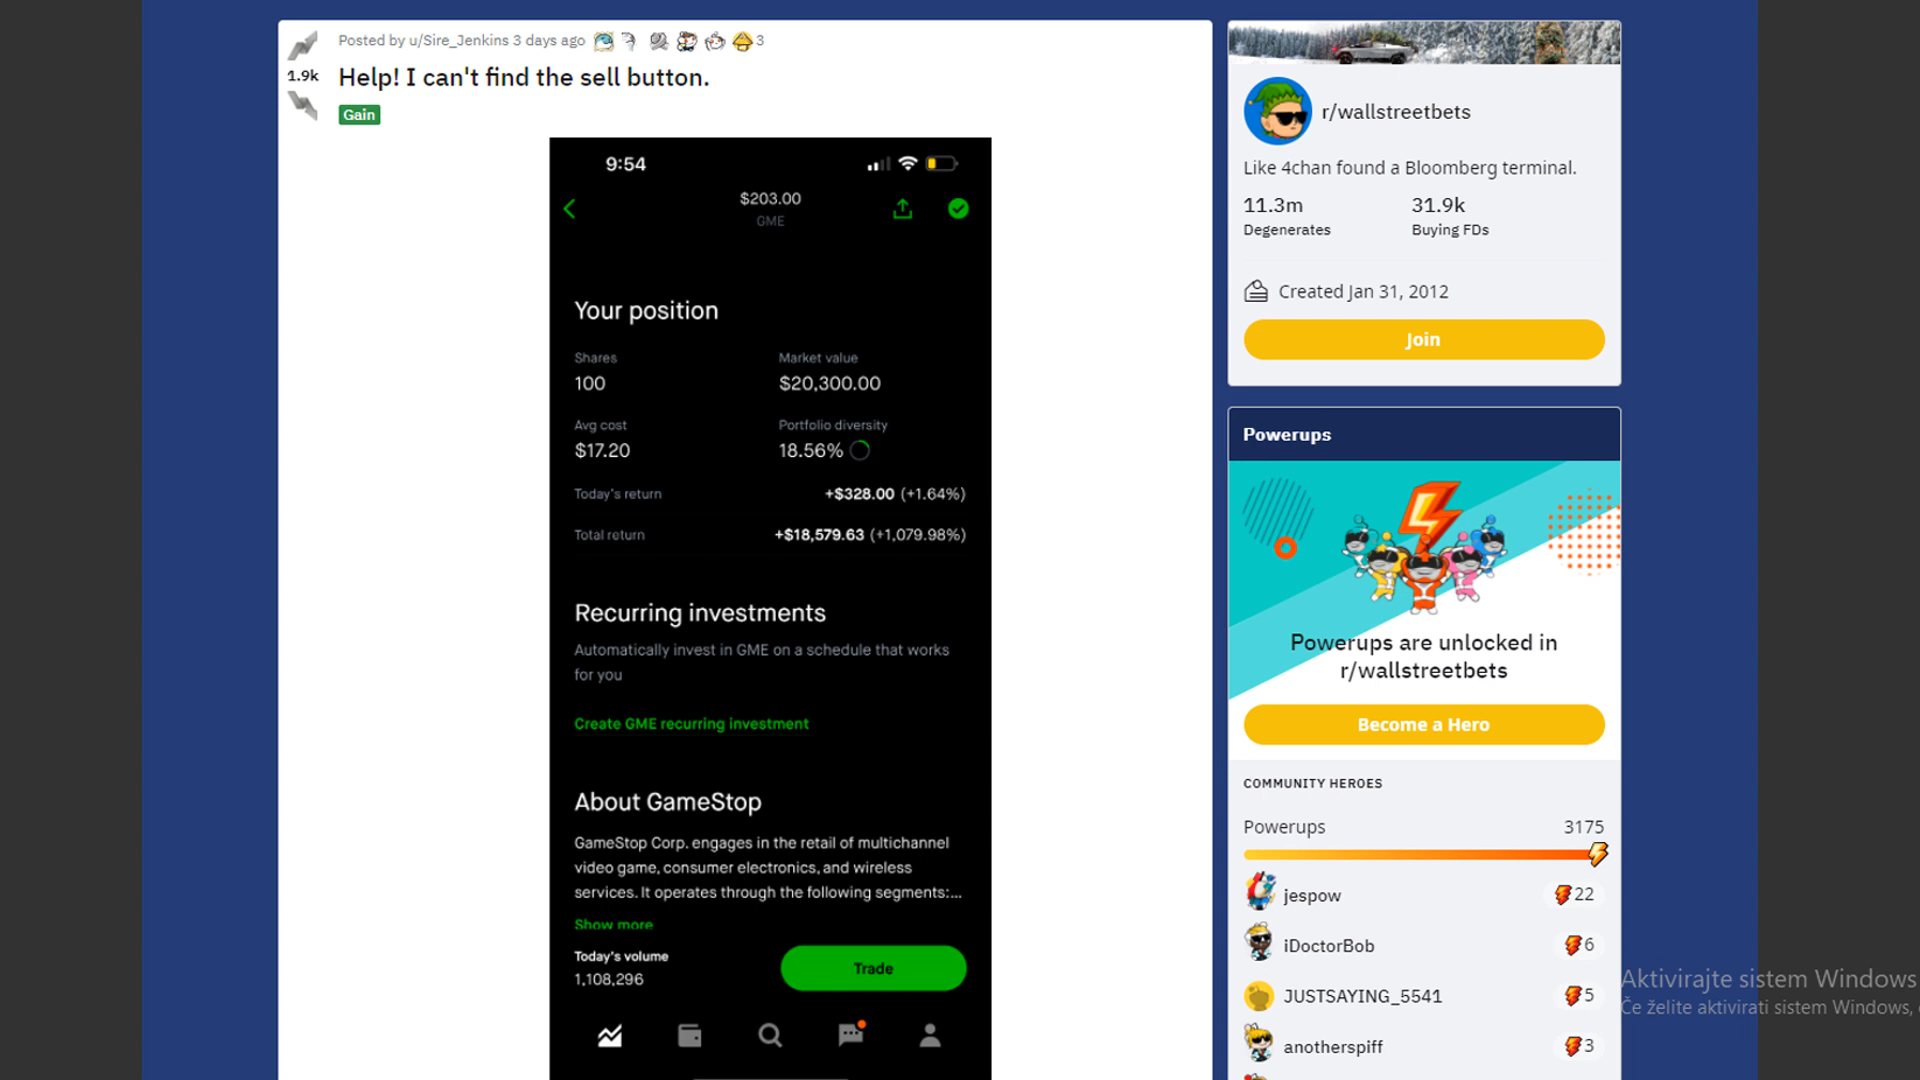 Posted by u/Sire_Jenkins 3 days ago 3
1.9k
Help! I can't find the sell button.
Gain
9:54
$203.00
GME
Your position
Shares Market value
100 $20,300.00
Avg cost Portfolio diversity
$17.20 18.56%
Today's return +$328.00 (+1.64%)
Total return +$18,579.63 (+1,079.98%)
Recurring investments
Automatically invest in GME on a schedule that works
for you
Create GME recurring investment
About GameStop
GameStop Corp. engages in the retail of multichannel
video game, consumer electronics, and wireless
services. It operates through the following segments:...
Show more
Today's volume
1,108,296
Trade
r/wallstreetbets
Like 4chan found a Bloomberg terminal.
11.3m 31.9k
Degenerates Buying FDs
Created Jan 31, 2012
Join
Powerups
Powerups are unlocked in
r/wallstreetbets
Become a Hero
COMMUNITY HEROES
Powerups 3175
jespow 22
iDoctorBob 6
JUSTSAYING_5541 5
anotherspiff 3
Aktivirajte sistem Windows
Če želite aktivirati sistem Windows,